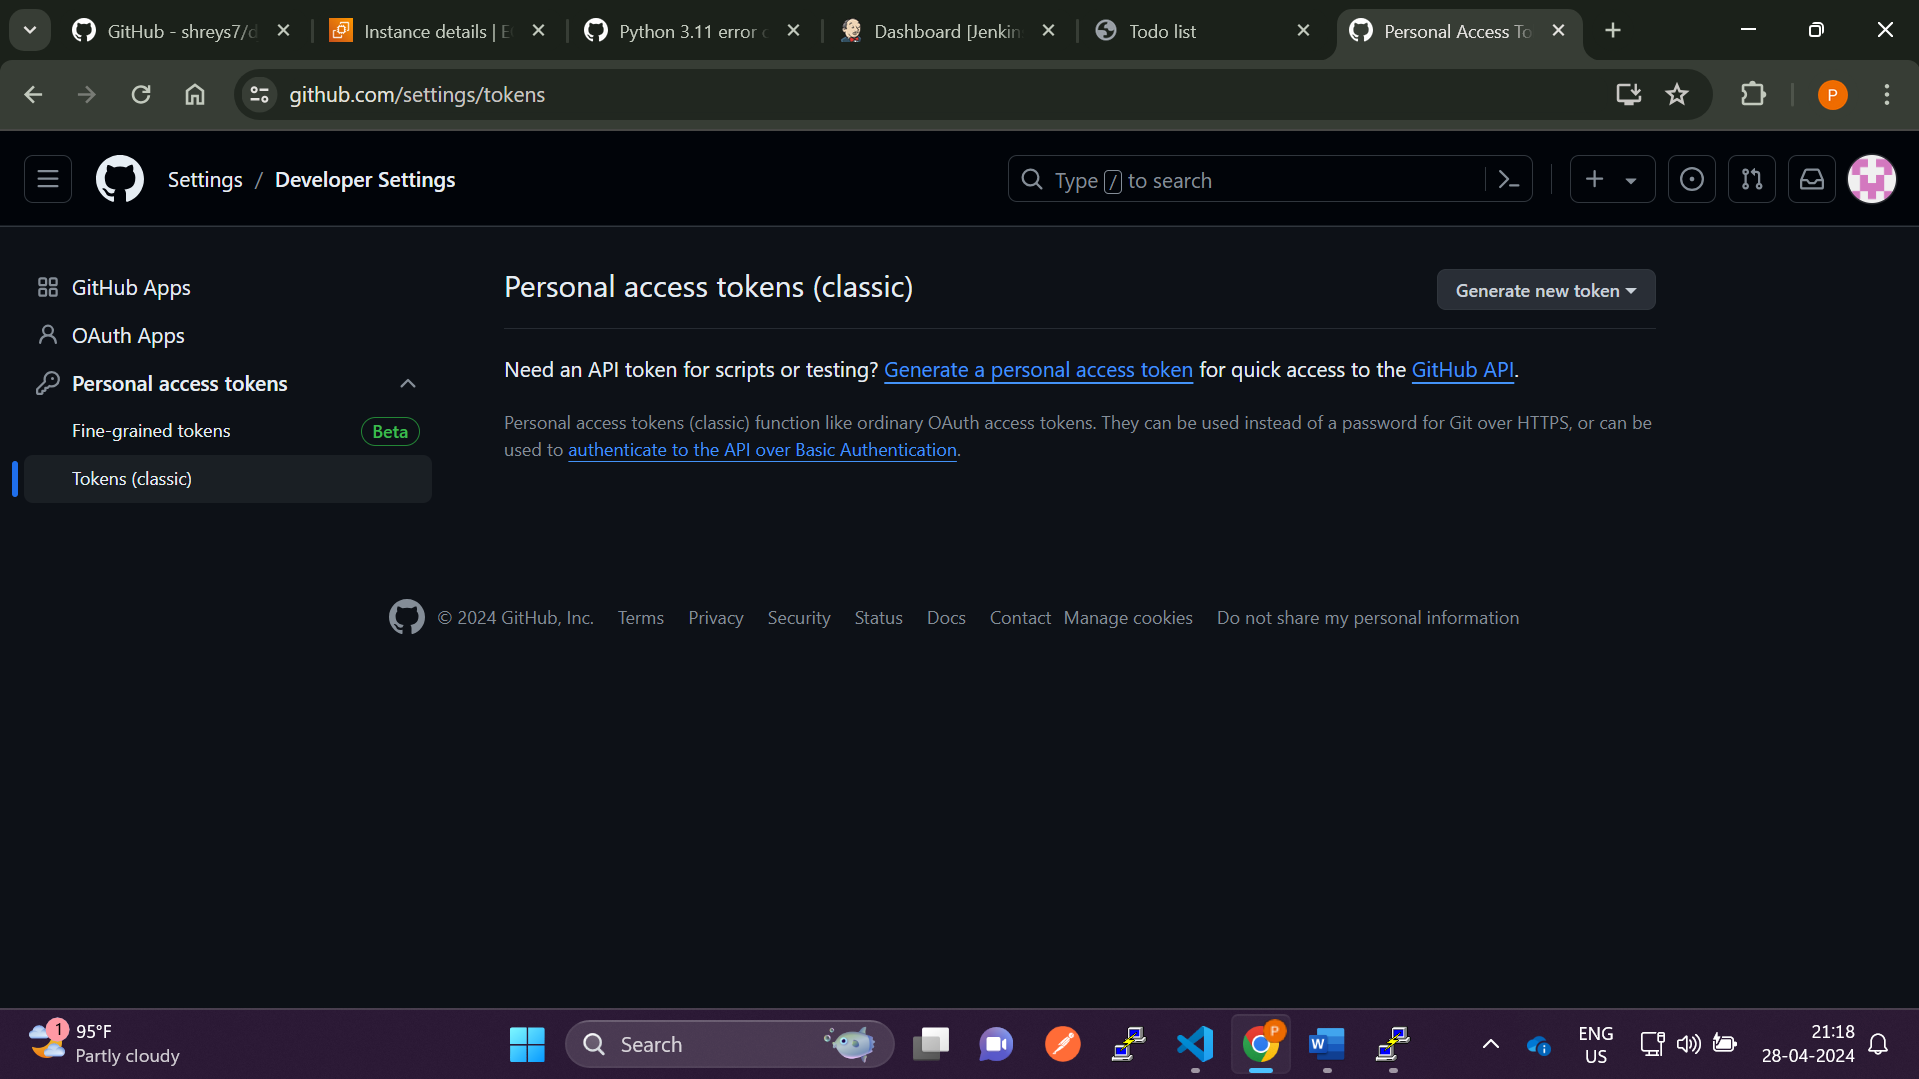 GitHub - shreys7/d
Instance details | E
Python 3.11 error
Dashboard [Jenkin
Todo list
Personal Access To
github.com/settings/tokens
P
Settings / Developer Settings
Type / to search
GitHub Apps
OAuth Apps
Personal access tokens
Fine-grained tokens
Beta
Tokens (classic)
Personal access tokens (classic)
Generate new token
Need an API token for scripts or testing? Generate a personal access token for quick access to the GitHub API.
Personal access tokens (classic) function like ordinary OAuth access tokens. They can be used instead of a password for Git over HTTPS, or can be
used to authenticate to the API over Basic Authentication.
© 2024 GitHub, Inc. Terms Privacy Security Status Docs Contact Manage cookies Do not share my personal information
1
95°F
Partly cloudy
Search
P
W
ENG
US
21:18
28-04-2024